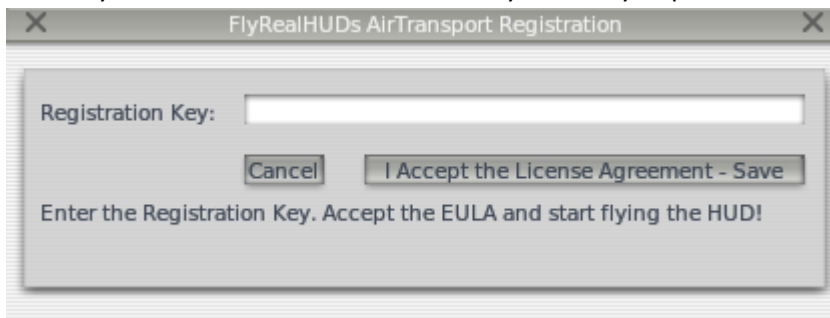 FlyRealHUDs AirTransport Registration
Registration Key:
Cancel I Accept the License Agreement - Save
Enter the Registration Key. Accept the EULA and start flying the HUD!